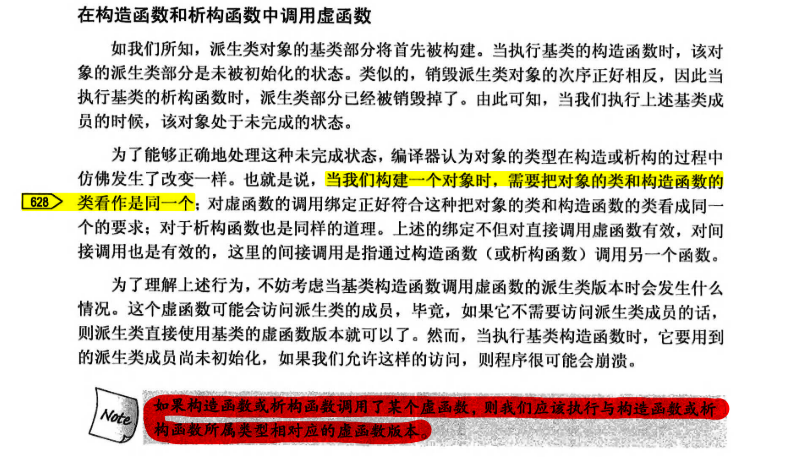 在构造函数和析构函数中调用虚函数
如我们所知，派生类对象的基类部分将首先被构建。当执行基类的构造函数时，该对
象的派生类部分是未被初始化的状态。类似的，销毁派生类对象的次序正好相反，因此当
执行基类的析构函数时，派生类部分已经被销毁掉了。由此可知，当我们执行上述基类成
员的时候，该对象处于未完成的状态。
为了能够正确地处理这种未完成状态，编译器认为对象的类型在构造或析构的过程中
仿佛发生了改变一样。也就是说，当我们构建一个对象时，需要把对象的类和构造函数的
628 类看作是同一个；对虚函数的调用绑定正好符合这种把对象的类和构造函数的类看成同一
个的要求；对于析构函数也是同样的道理。上述的绑定不但对直接调用虚函数有效，对间
接调用也是有效的，这里的间接调用是指通过构造函数（或析构函数）调用另一个函数。
为了理解上述行为，不妨考虑当基类构造函数调用虚函数的派生类版本时会发生什么
情况。这个虚函数可能会访问派生类的成员，毕竟，如果它不需要访问派生类成员的话，
则派生类直接使用基类的虚函数版本就可以了。然而，当执行基类构造函数时，它要用到
的派生类成员尚未初始化，如果我们允许这样的访问，则程序很可能会崩溃。
Note 如果构造函数或析构函数调用了某个虚函数，则我们应该执行与构造函数或析
构函数所属类型相对应的虚函数版本。